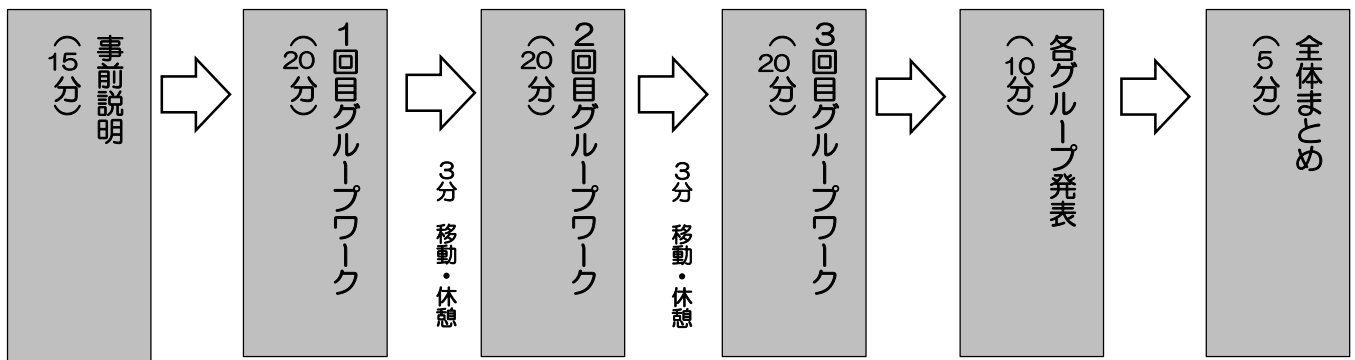 事前説明
（15分）
1回目グループワーク
（20分）
3分　移動・休憩
2回目グループワーク
（20分）
3分　移動・休憩
3回目グループワーク
（20分）
各グループ発表
（10分）
全体まとめ
（5分）